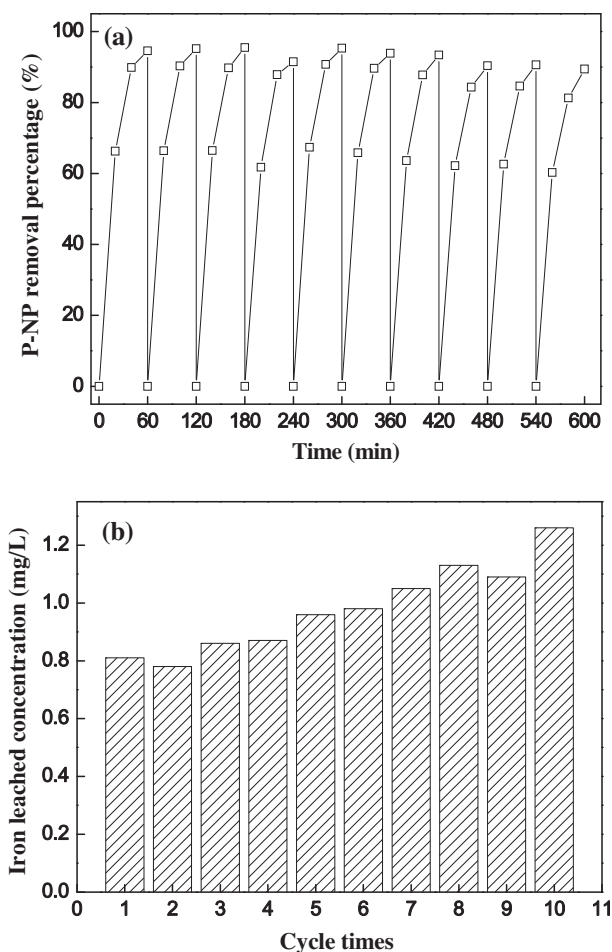 (a)
P-NP removal percentage (%)
100
80
60
40
20
0
0 60 120 180 240 300 360 420 480 540 600
Time (min)
(b)
Iron leached concentration (mg/L)
1.2
1.0
0.8
0.6
0.4
0.2
0.0
0 1 2 3 4 5 6 7 8 9 10 11
Cycle times